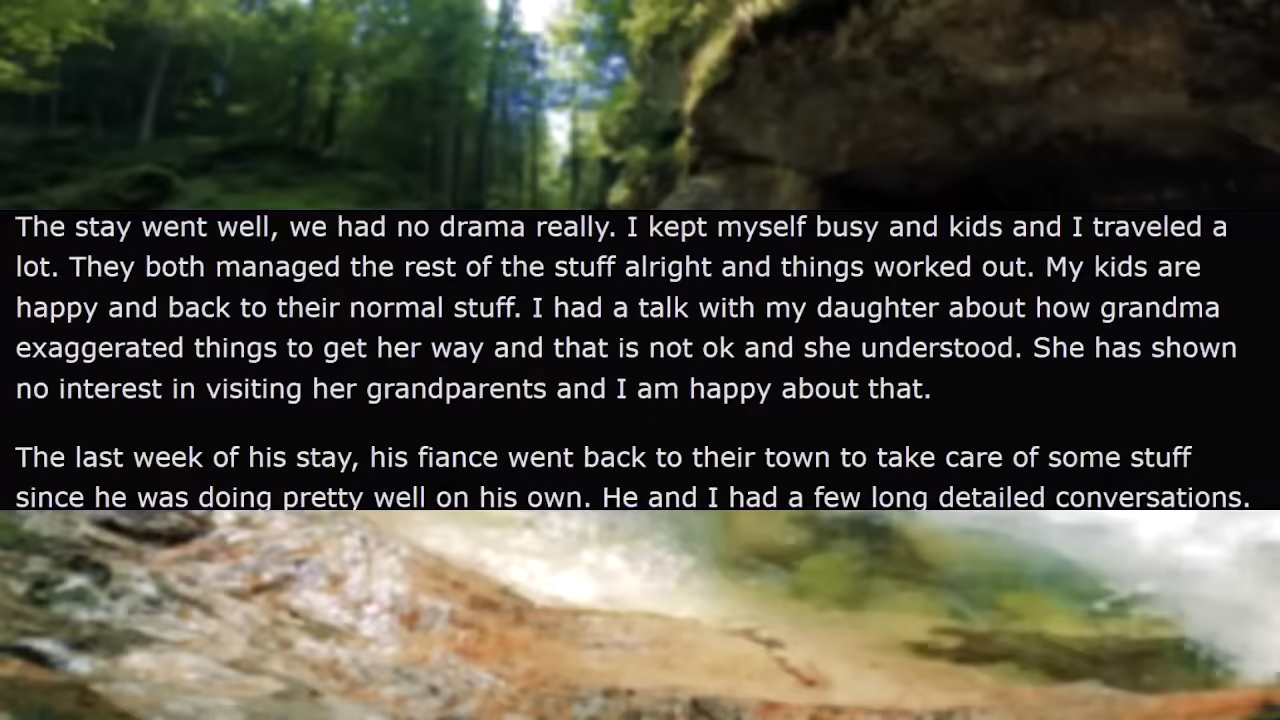 The stay went well, we had no drama really. I kept myself busy and kids and I traveled a
lot. They both managed the rest of the stuff alright and things worked out. My kids are
happy and back to their normal stuff. I had a talk with my daughter about how grandma
exaggerated things to get her way and that is not ok and she understood. She has shown
no interest in visiting her grandparents and I am happy about that.
The last week of his stay, his fiance went back to their town to take care of some stuff
since he was doing pretty well on his own. He and I had a few long detailed conversations.